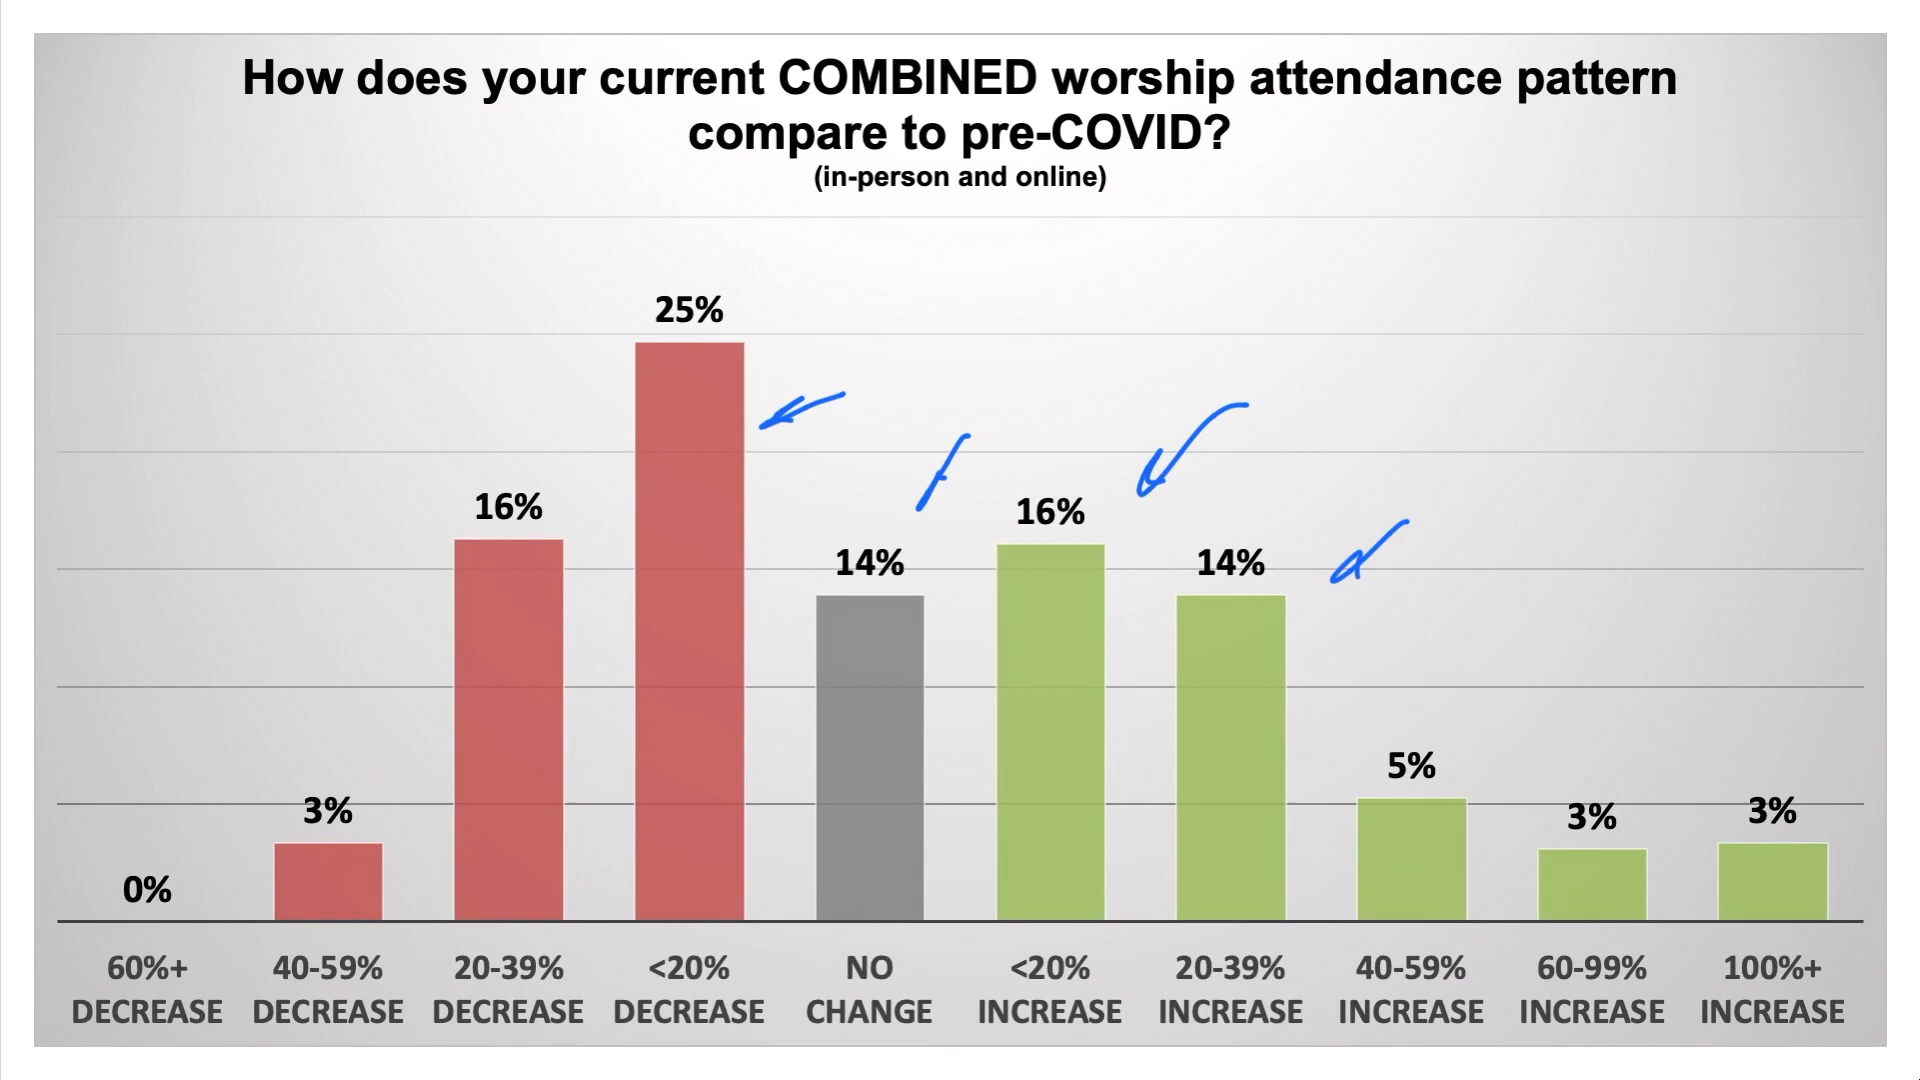 How does your current COMBINED worship attendance pattern
compare to pre-COVID?
(in-person and online)
0%
3%
16%
25%
14%
16%
14%
5%
3%
3%
60%+ DECREASE
40-59% DECREASE
20-39% DECREASE
<20% DECREASE
NO CHANGE
<20% INCREASE
20-39% INCREASE
40-59% INCREASE
60-99% INCREASE
100%+ INCREASE